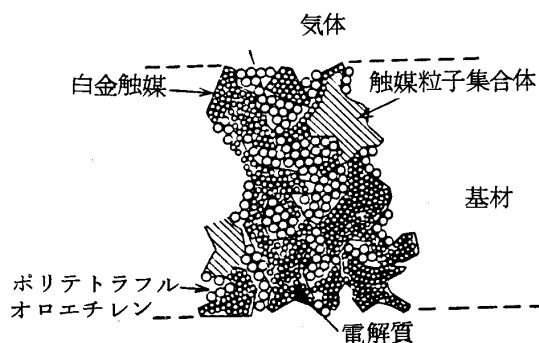 気体
白金触媒
触媒粒子集合体
基材
ポリテトラフル
オロエチレン
電解質